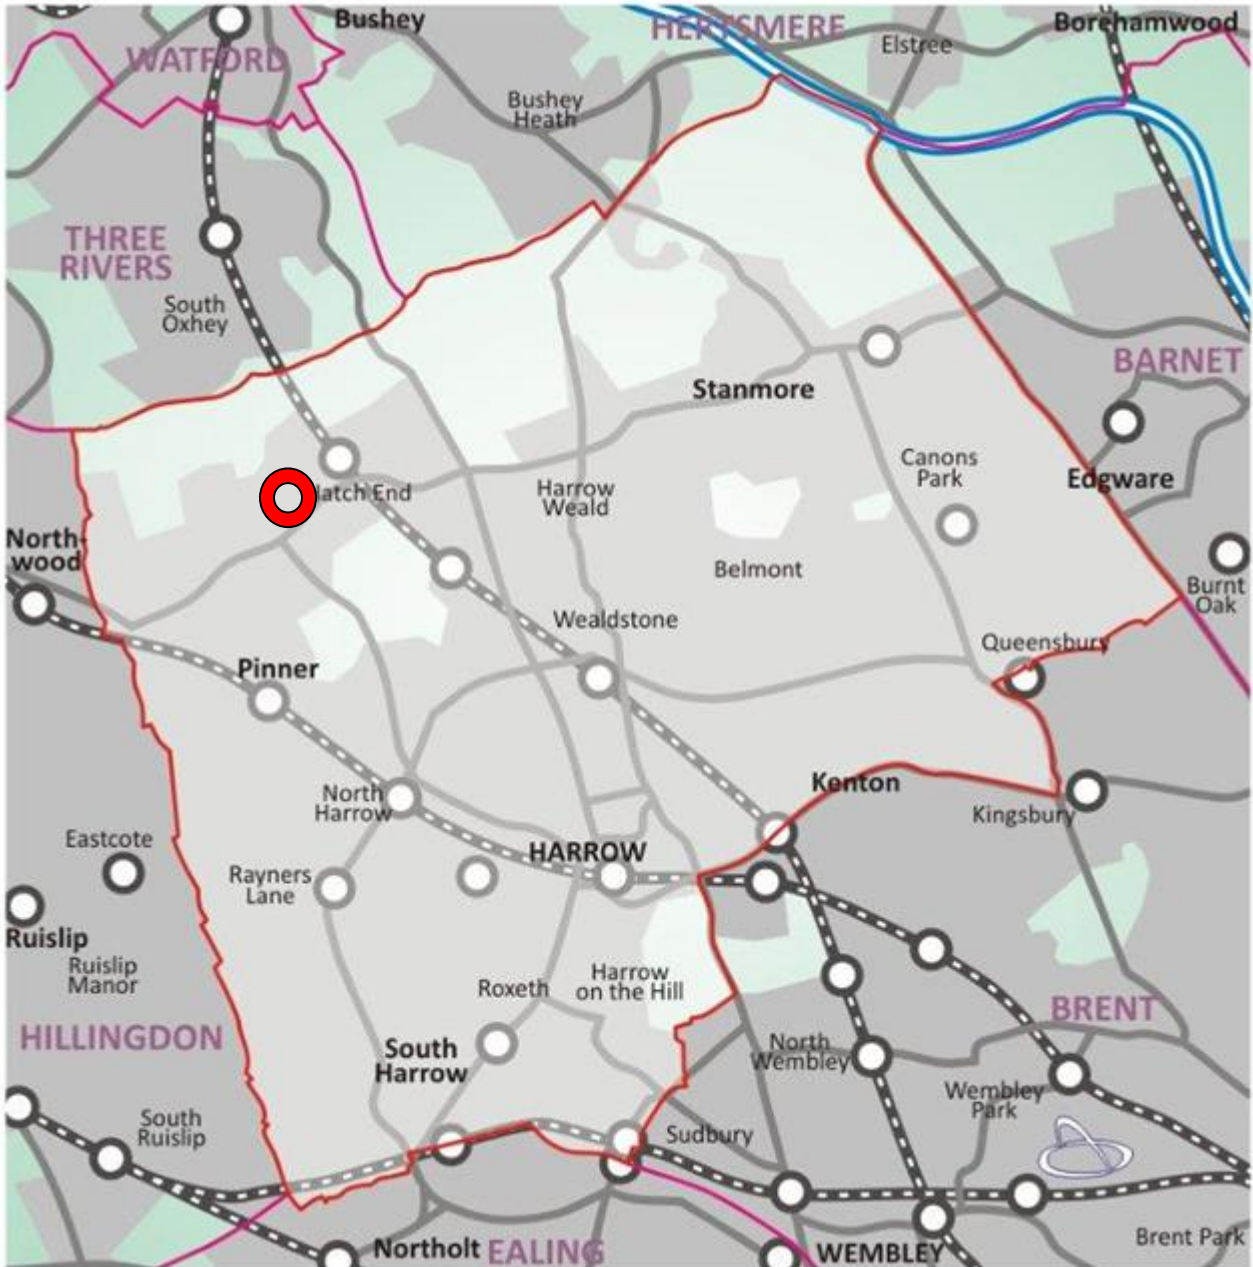 Bushey
HERTSMERE
Borehamwood
Elstree
WATFORD
Bushey
Heath
THREE
RIVERS
South
Oxhey
BARNET
Stanmore
Canons
Park
Edgware
Harrow
Weald
atch End
North-
wood
Belmont
Burnt
Oak
Wealdstone
Queensbury
Pinner
Kenton
North
Harrow
Kingsbury
Eastcote
HARROW
Rayners
Lane
Ruislip
Ruislip
Manor
Harrow
on the Hill
Roxeth
BRENT
HILLINGDON
South
Harrow
North
Wembley
Wembley
Park
South
Ruislip
Sudbury
Brent Park
Northolt
EALING
WEMBLEY